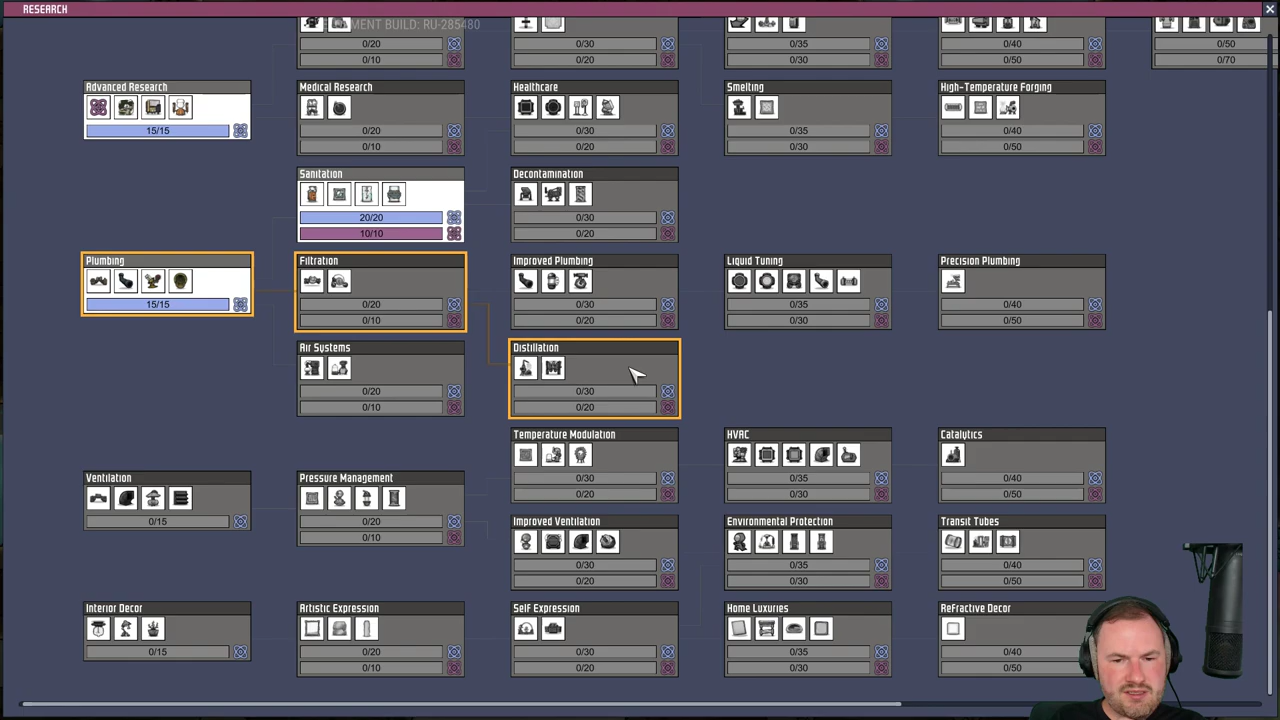 RESEARCH
AMENT BUILD: RU-285480
0/20
0/10
0/30
0/20
0/35
0/30
0/40
0/50
0/50
0/70
Advanced Research
15/15
Medical Research
0/20
0/10
Healthcare
0/30
0/20
Smelting
0/35
0/30
High-Temperature Forging
0/40
0/50
Sanitation
20/20
10/10
Decontamination
0/30
0/20
Plumbing
15/15
Filtration
0/20
0/10
Improved Plumbing
0/30
0/20
Liquid Tuning
0/35
0/30
Precision Plumbing
0/40
0/50
Air Systems
0/20
0/10
Distillation
0/30
0/20
Temperature Modulation
0/30
0/20
HVAC
0/35
0/30
Catalytics
0/40
0/50
Ventilation
0/15
Pressure Management
0/20
0/10
Improved Ventilation
0/30
0/20
Environmental Protection
0/35
0/30
Transit Tubes
0/40
0/50
Interior Decor
0/15
Artistic Expression
0/20
0/10
Self Expression
0/30
0/20
Home Luxuries
0/35
0/30
Refractive Decor
0/40
0/50